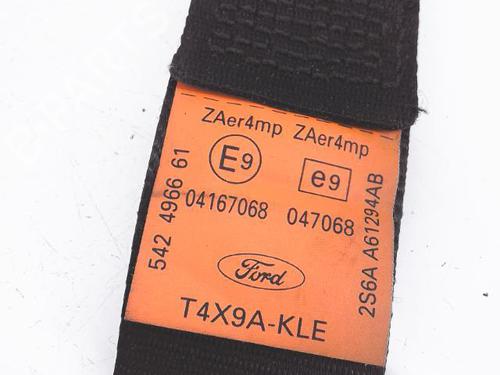 ZAer4mp ZAer4mp
E9 e9
04167068 047068
Ford
T4X9A-KLE
542 4966 61
2S6A A61294AB